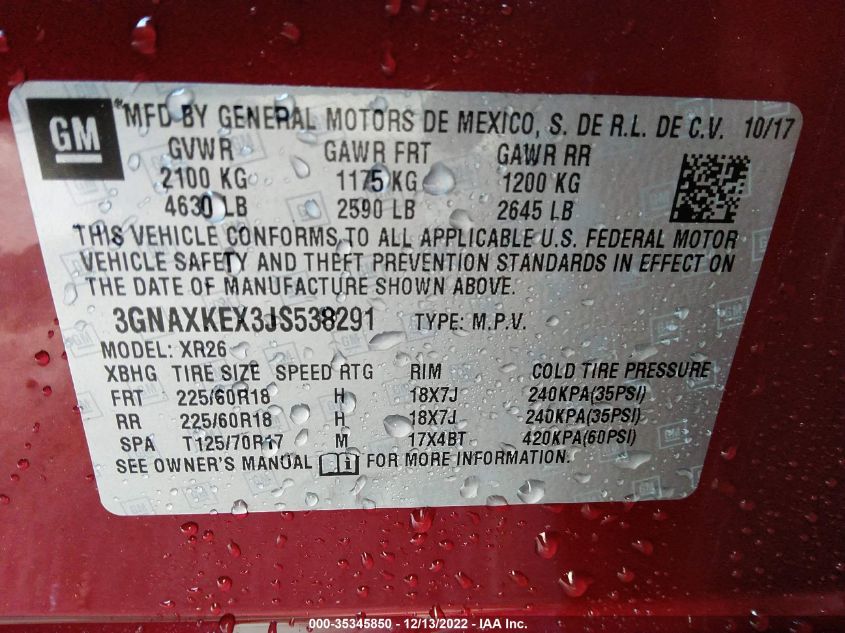 GM
MFD BY GENERAL MOTORS DE MEXICO, S. DE R.L. DE C.V. 10/17
GVWR GAWR FRT GAWR RR
2100 KG 1175 KG 1200 KG
4630 LB 2590 LB 2645 LB
THIS VEHICLE CONFORMS TO ALL APPLICABLE U.S. FEDERAL MOTOR
VEHICLE SAFETY AND THEFT PREVENTION STANDARDS IN EFFECT ON
THE DATE OF MANUFACTURE SHOWN ABOVE.
3GNAXKEX3JS538291 TYPE: M.P.V.
MODEL: XR26
XBHG TIRE SIZE SPEED RTG RIM COLD TIRE PRESSURE
FRT 225/60R18 H 18X7J 240KPA(35PSI)
RR 225/60R18 H 18X7J 240KPA(35PSI)
SPA T125/70R17 M 17X4BT 420KPA(60PSI)
SEE OWNER'S MANUAL FOR MORE INFORMATION.
000-35345850 - 12/13/2022 - IAA Inc.